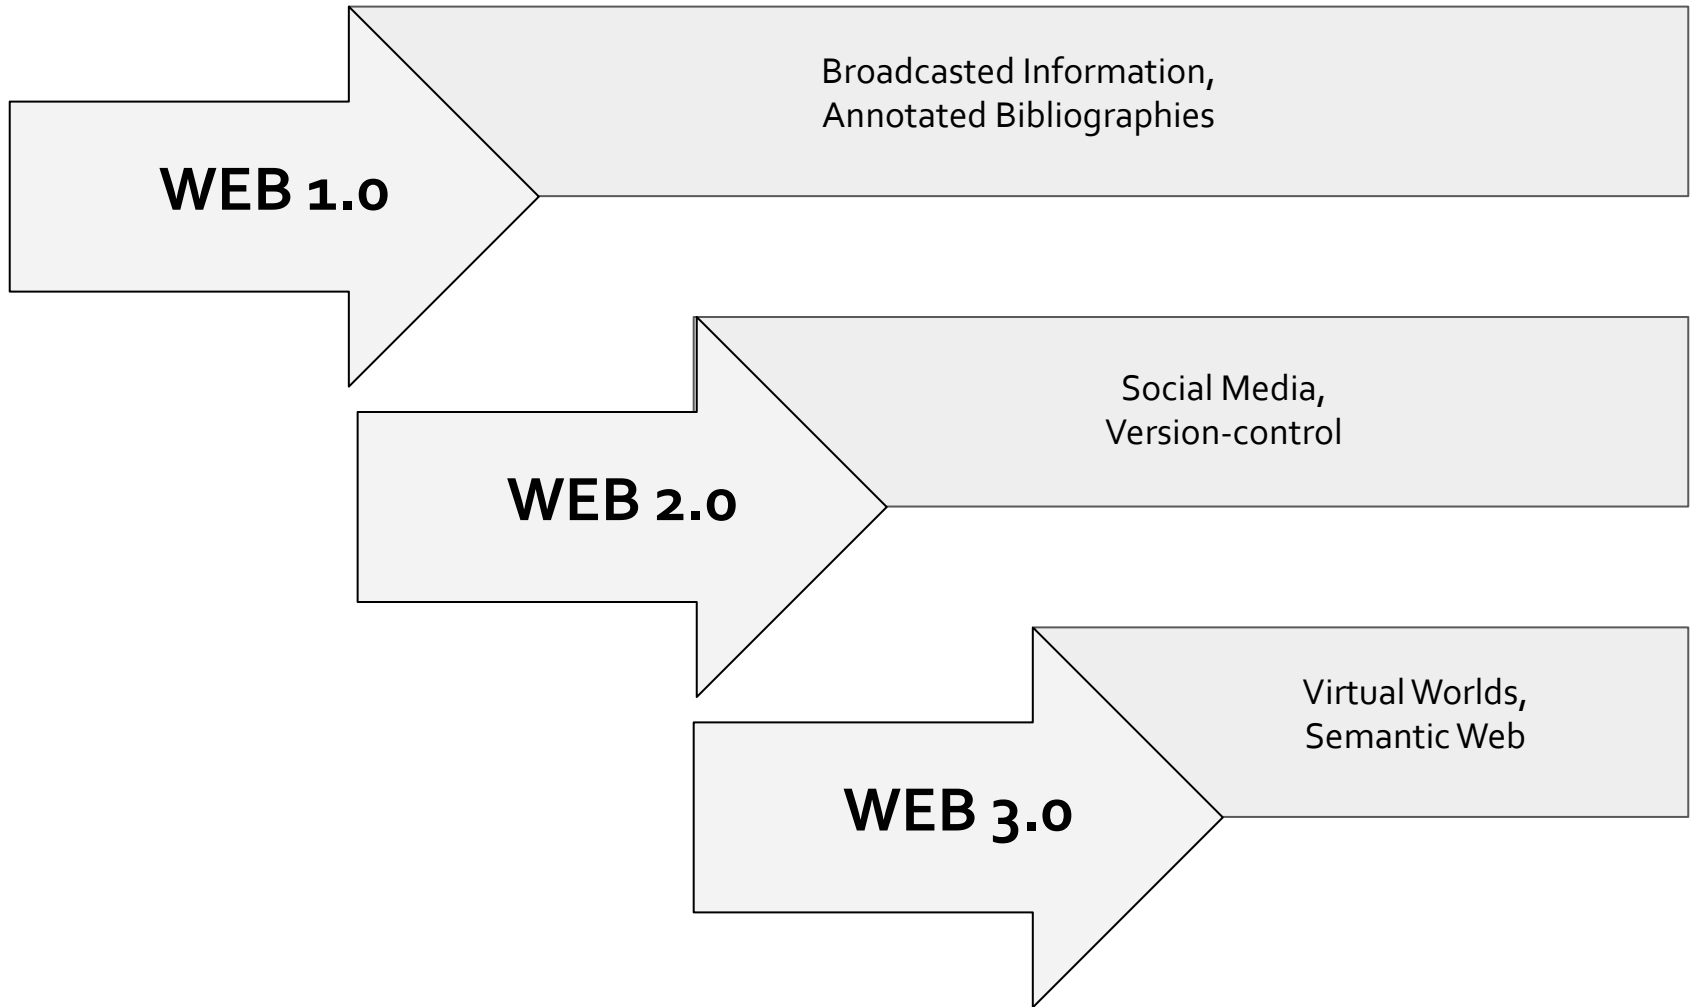 Broadcasted Information,
Annotated Bibliographies
WEB 1.0
Social Media,
Version-control
WEB 2.0
Virtual Worlds,
Semantic Web
WEB 3.0